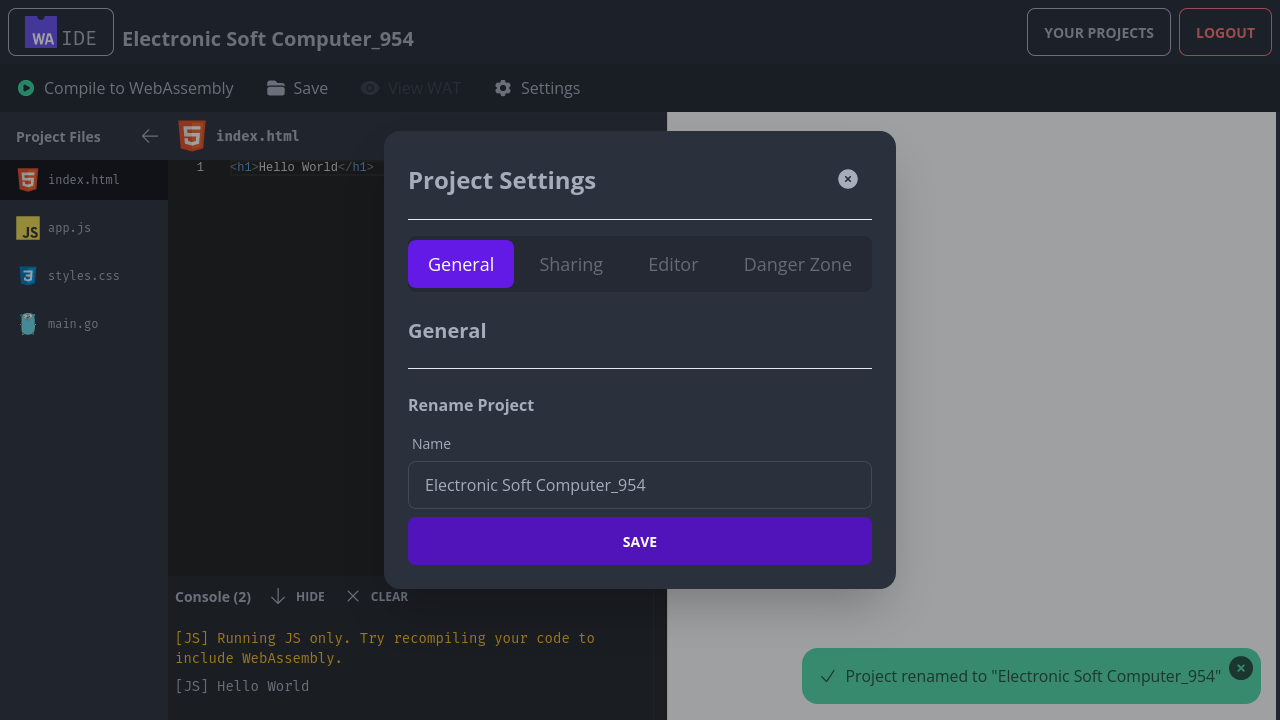 WA IDE
Electronic Soft Computer_954
YOUR PROJECTS
LOGOUT
Compile to WebAssembly
Save
View WAT
Settings
Project Files
index.html
1 <h1>Hello World</h1>
index.html
JS app.js
3 styles.css
main.go
Project Settings
General
Sharing
Editor
Danger Zone
General
Rename Project
Name
Electronic Soft Computer_954
SAVE
Console (2)
HIDE
CLEAR
[JS] Running JS only. Try recompiling your code to
include WebAssembly.
[JS] Hello World
Project renamed to "Electronic Soft Computer_954"